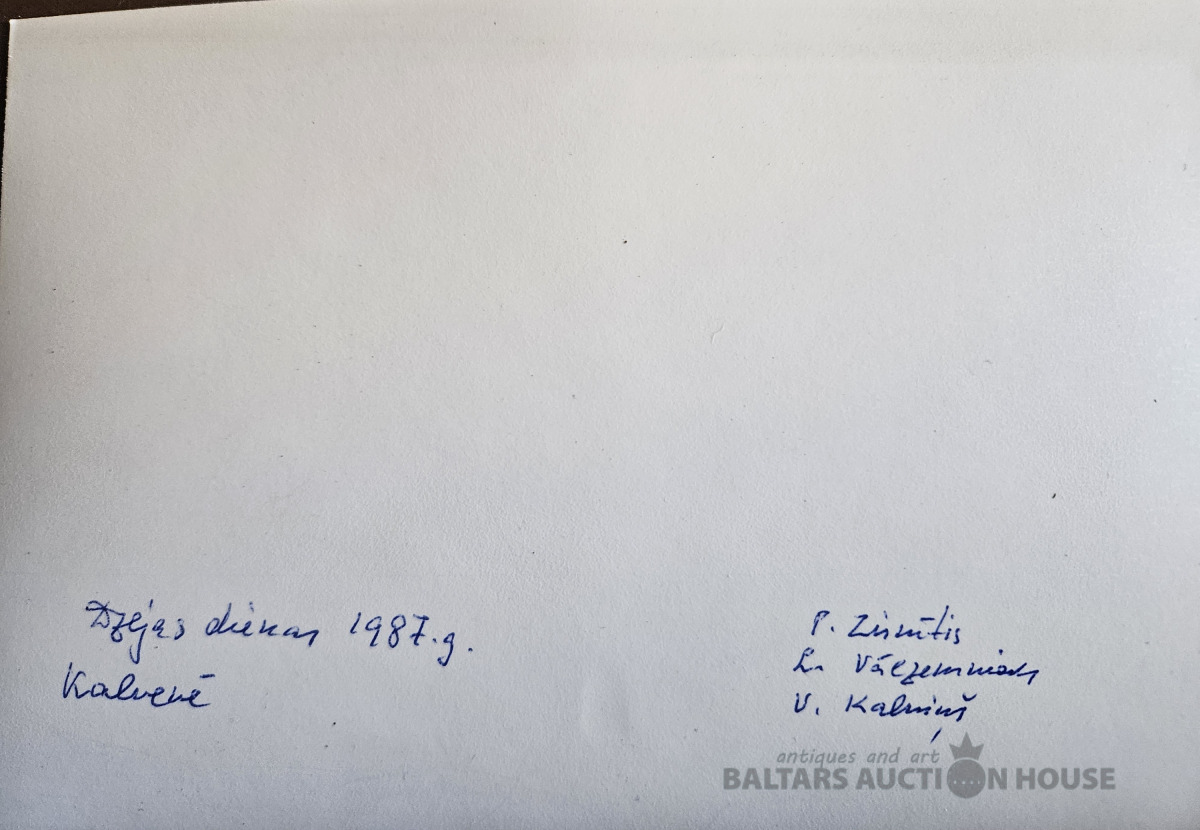 Dzejas dienas 1987.g.
Kalvenē
P. Zirnītis
L. Vāczemnieks
V. Kalniņš
antiques and art
BALTARS AUCTION HOUSE